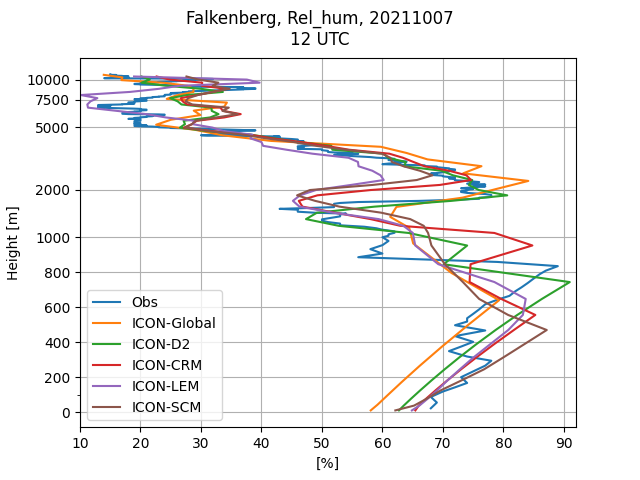 Falkenberg, Rel_hum, 20211007
12 UTC
10000
7500
5000
2000
1000
800
600
400
200
0
Height [m]
Obs
ICON-Global
ICON-D2
ICON-CRM
ICON-LEM
ICON-SCM
10 20 30 40 50 60 70 80 90
[%]